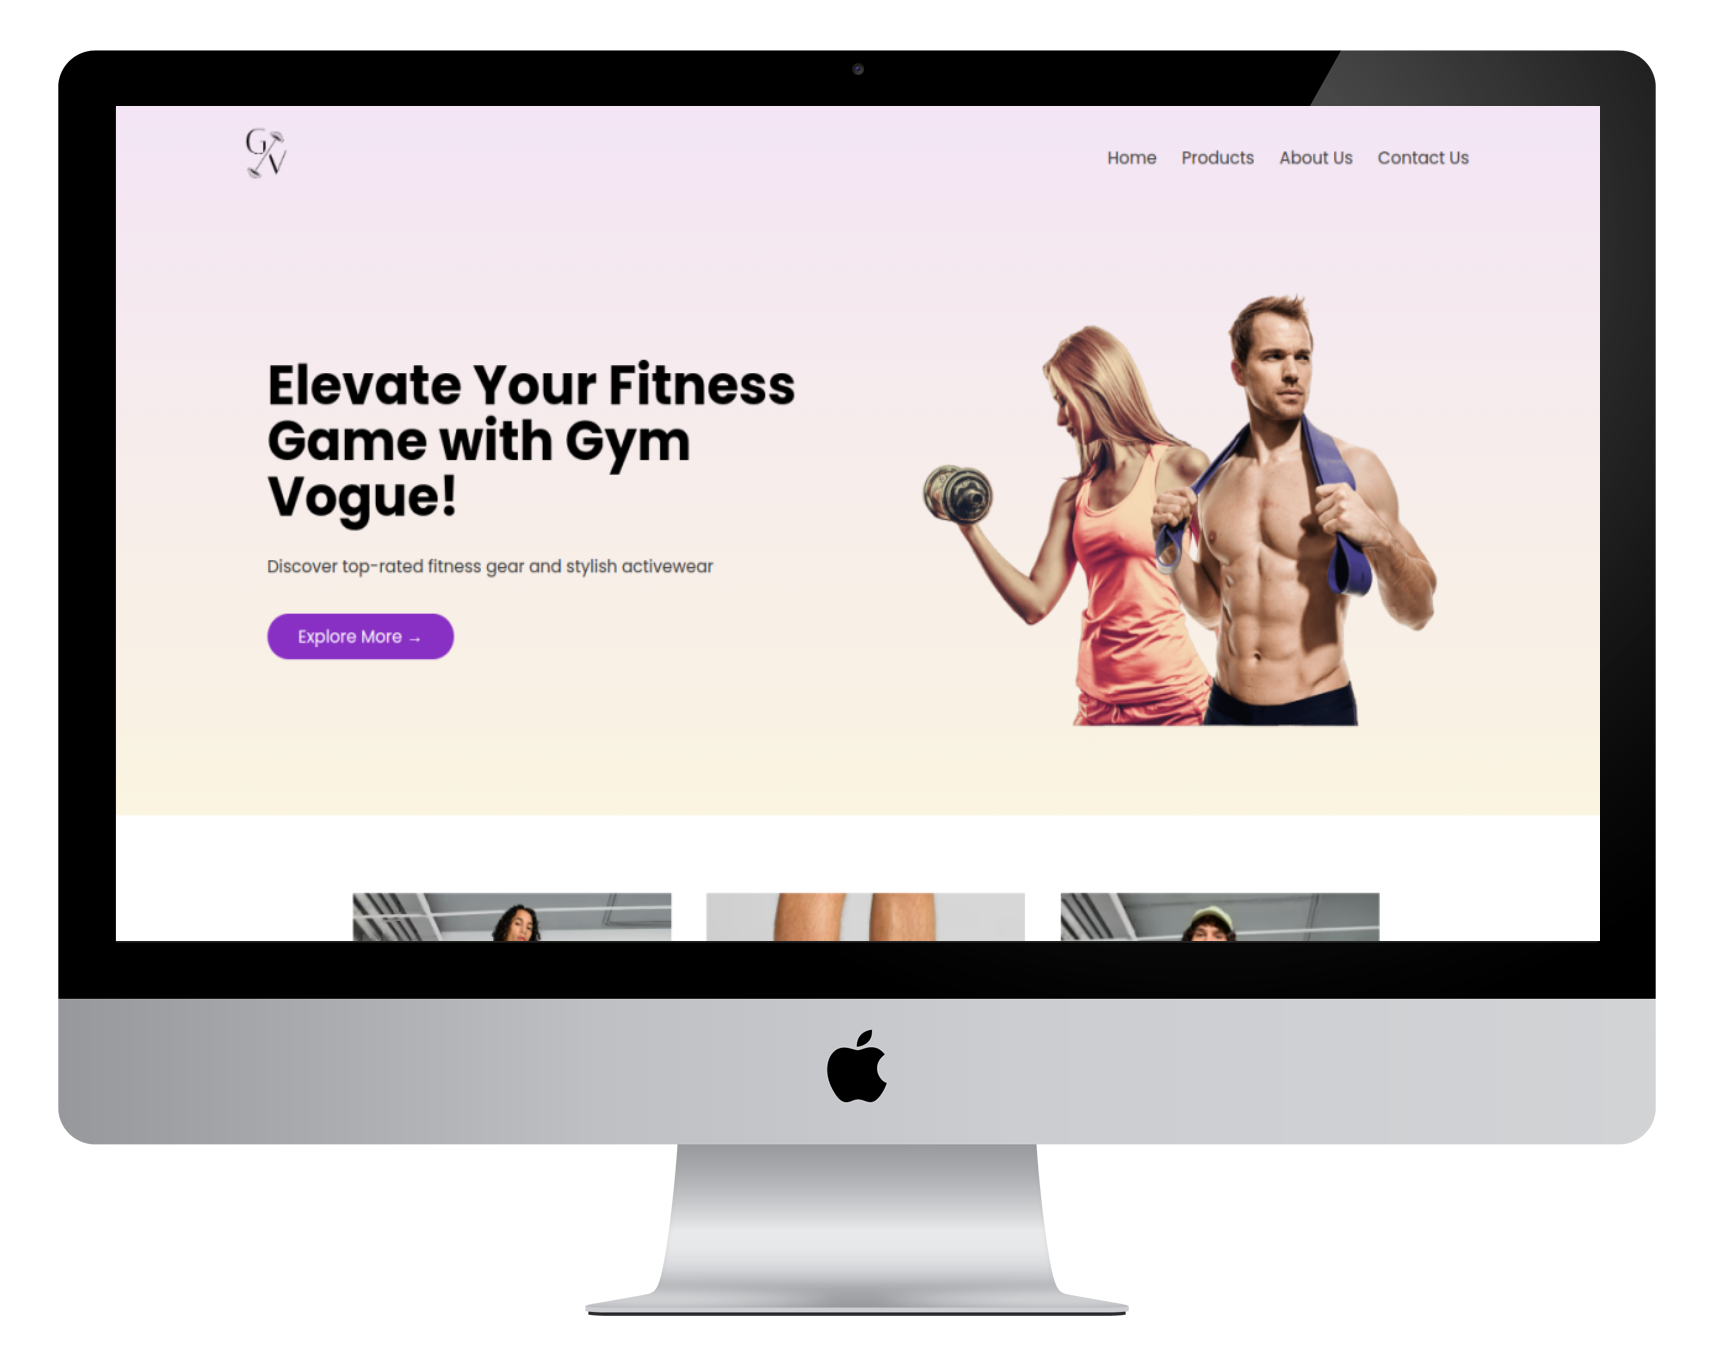 GV
Home Products About Us Contact Us
Elevate Your Fitness
Game with Gym
Vogue!
Discover top-rated fitness gear and stylish activewear
Explore More →